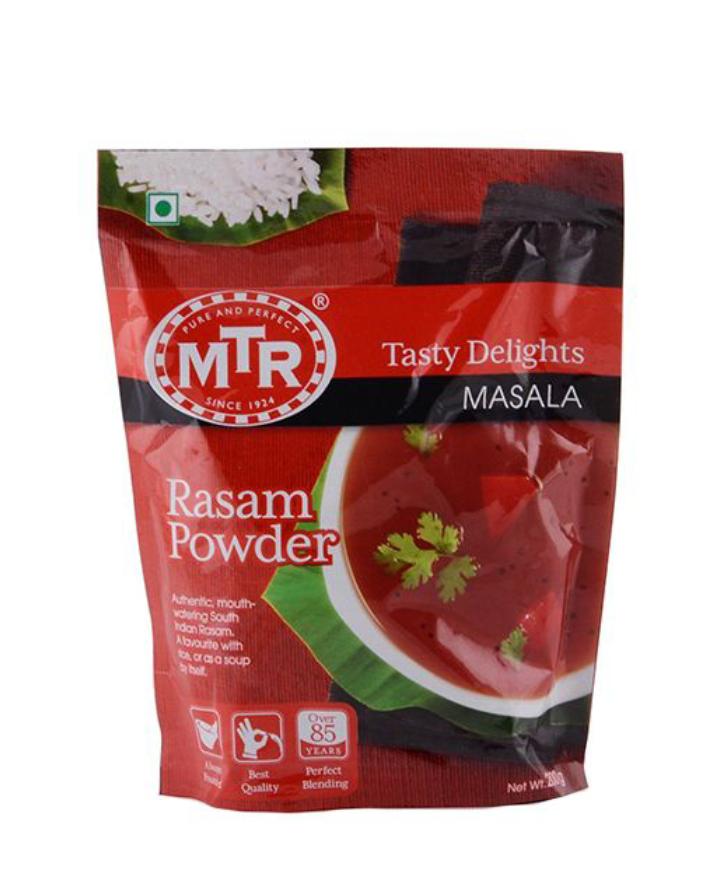 PURE AND PERFECT
®
MTR
SINCE 1924
Tasty Delights
MASALA
Rasam
Powder
Authentic, mouth-
watering South
Indian Rasam.
A favourite with
rice, or as a soup
by itself.
Best
Quality
Over
85
YEARS
Perfect
Blending
Net Wt.